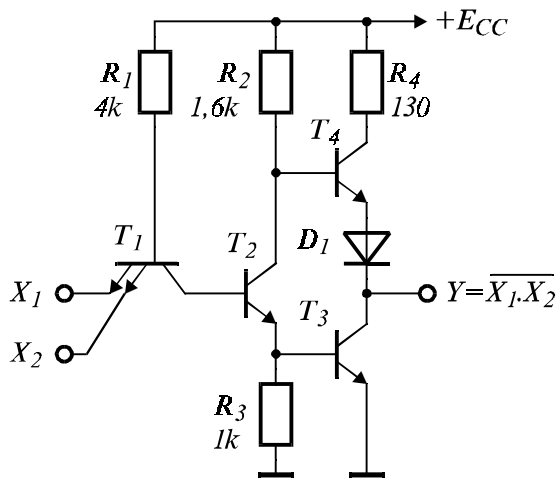 +E_CC
R_1
4k
R_2
1,6k
R_4
130
T_4
T_1
T_2
D_1
X_1
Y=\overline{X_1.X_2}
T_3
X_2
R_3
1k